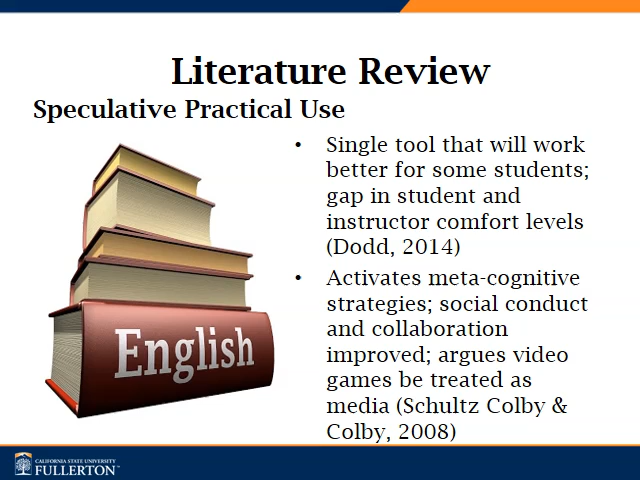 Literature Review
Speculative Practical Use
• Single tool that will work
better for some students;
gap in student and
instructor comfort levels
(Dodd, 2014)
• Activates meta-cognitive
strategies; social conduct
and collaboration
improved; argues video
games be treated as
media (Schultz Colby &
Colby, 2008)
English
CALIFORNIA STATE UNIVERSITY
FULLERTON™